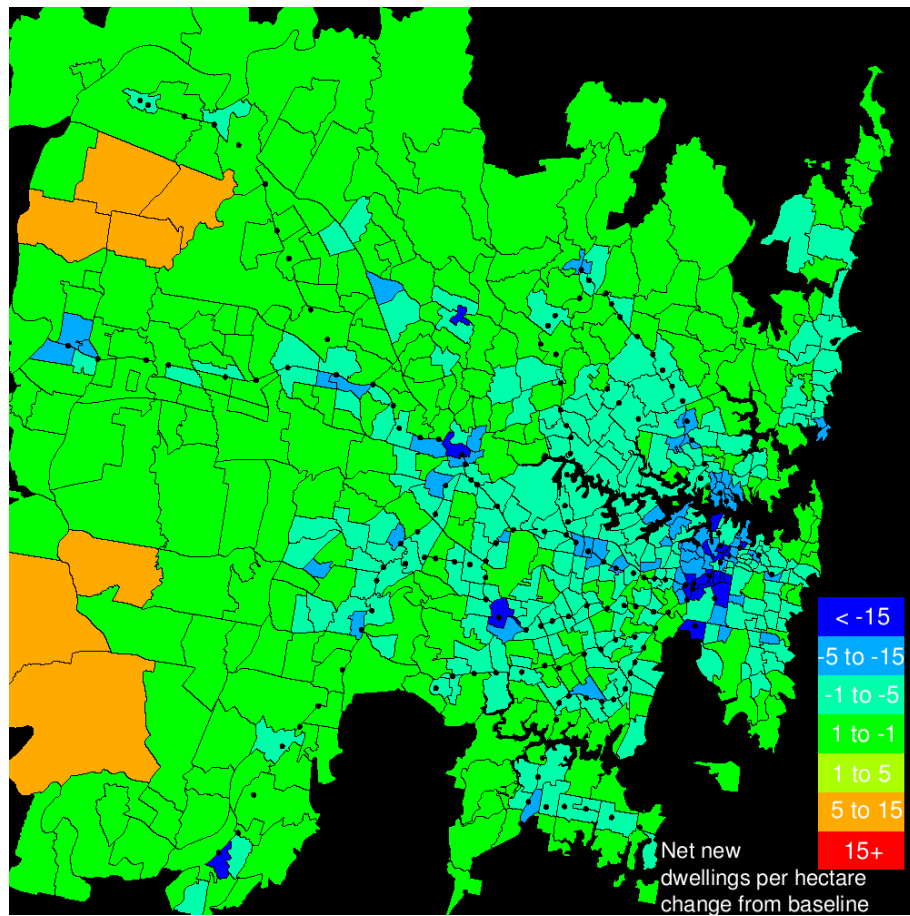 < -15
-5 to -15
-1 to -5
1 to -1
1 to 5
5 to 15
15+
Net new
dwellings per hectare
change from baseline